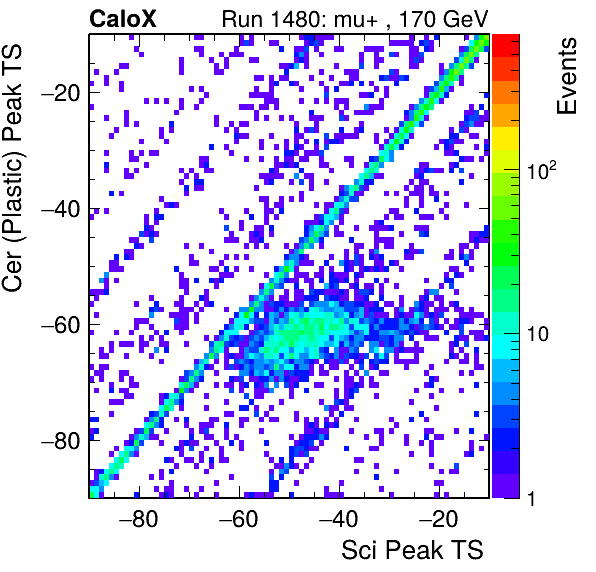 CaloX Run 1480: mu+ , 170 GeV
Cer (Plastic) Peak TS
−20
−40
−60
−80
−80 −60 −40 −20
Sci Peak TS
Events
10²
10
1